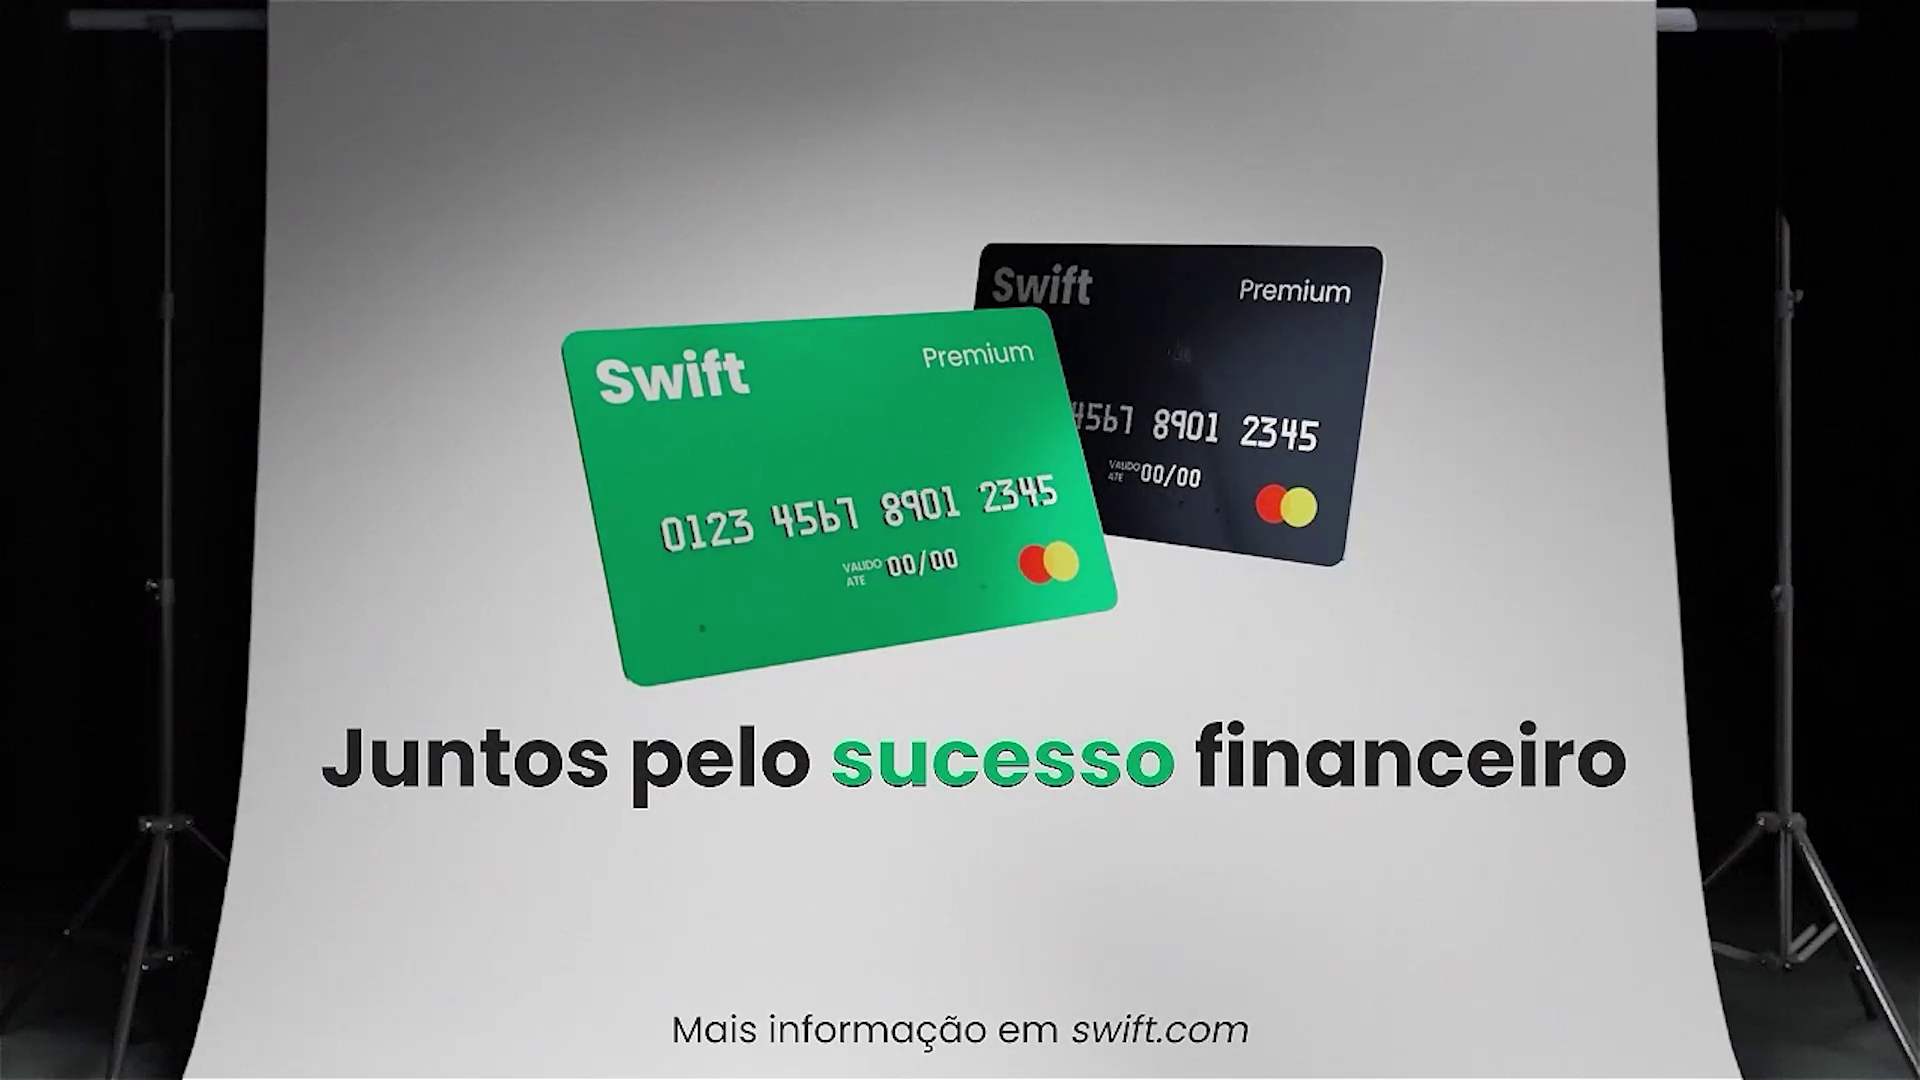 Swift
Premium
0123 4567 8901 2345
VALIDO
ATE
00/00
Swift
Premium
4567 8901 2345
VALIDO
ATE
00/00
Juntos pelo sucesso financeiro
Mais informação em swift.com